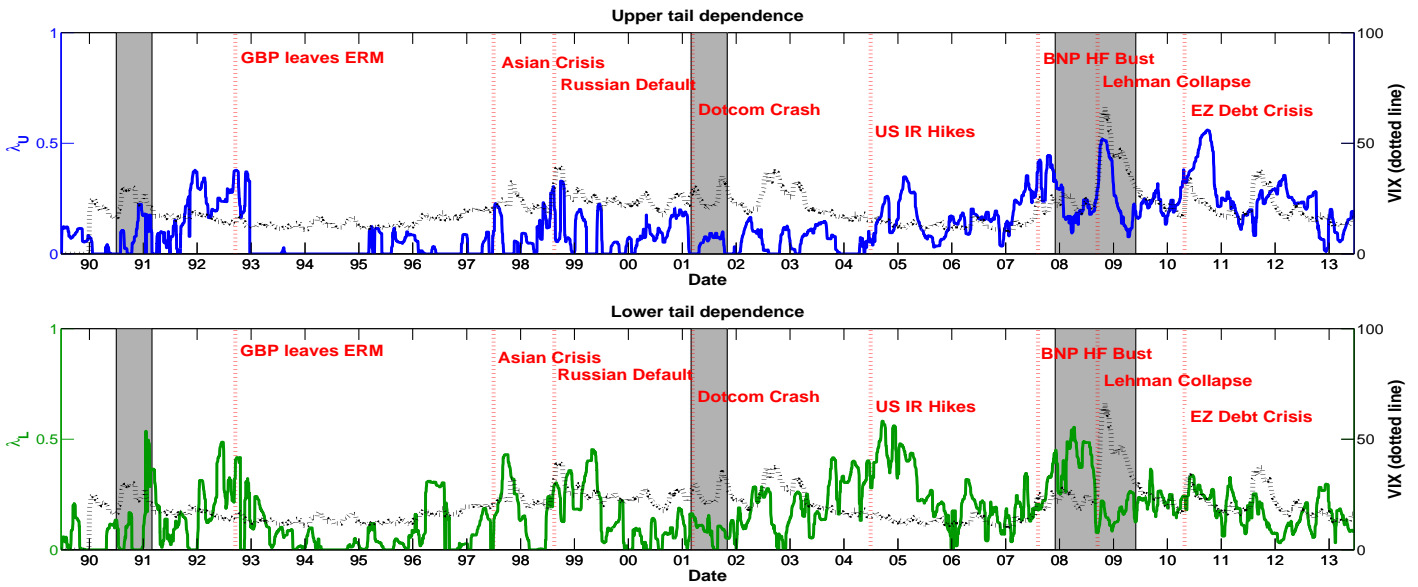 Upper tail dependence
1
0.5
0
λU
100
50
0
VIX (dotted line)
GBP leaves ERM
Asian Crisis
Russian Default
Dotcom Crash
US IR Hikes
BNP HF Bust
Lehman Collapse
EZ Debt Crisis
90 91 92 93 94 95 96 97 98 99 00 01 02 03 04 05 06 07 08 09 10 11 12 13
Date
Lower tail dependence
1
0.5
0
λL
100
50
0
VIX (dotted line)
GBP leaves ERM
Asian Crisis
Russian Default
Dotcom Crash
US IR Hikes
BNP HF Bust
Lehman Collapse
EZ Debt Crisis
90 91 92 93 94 95 96 97 98 99 00 01 02 03 04 05 06 07 08 09 10 11 12 13
Date